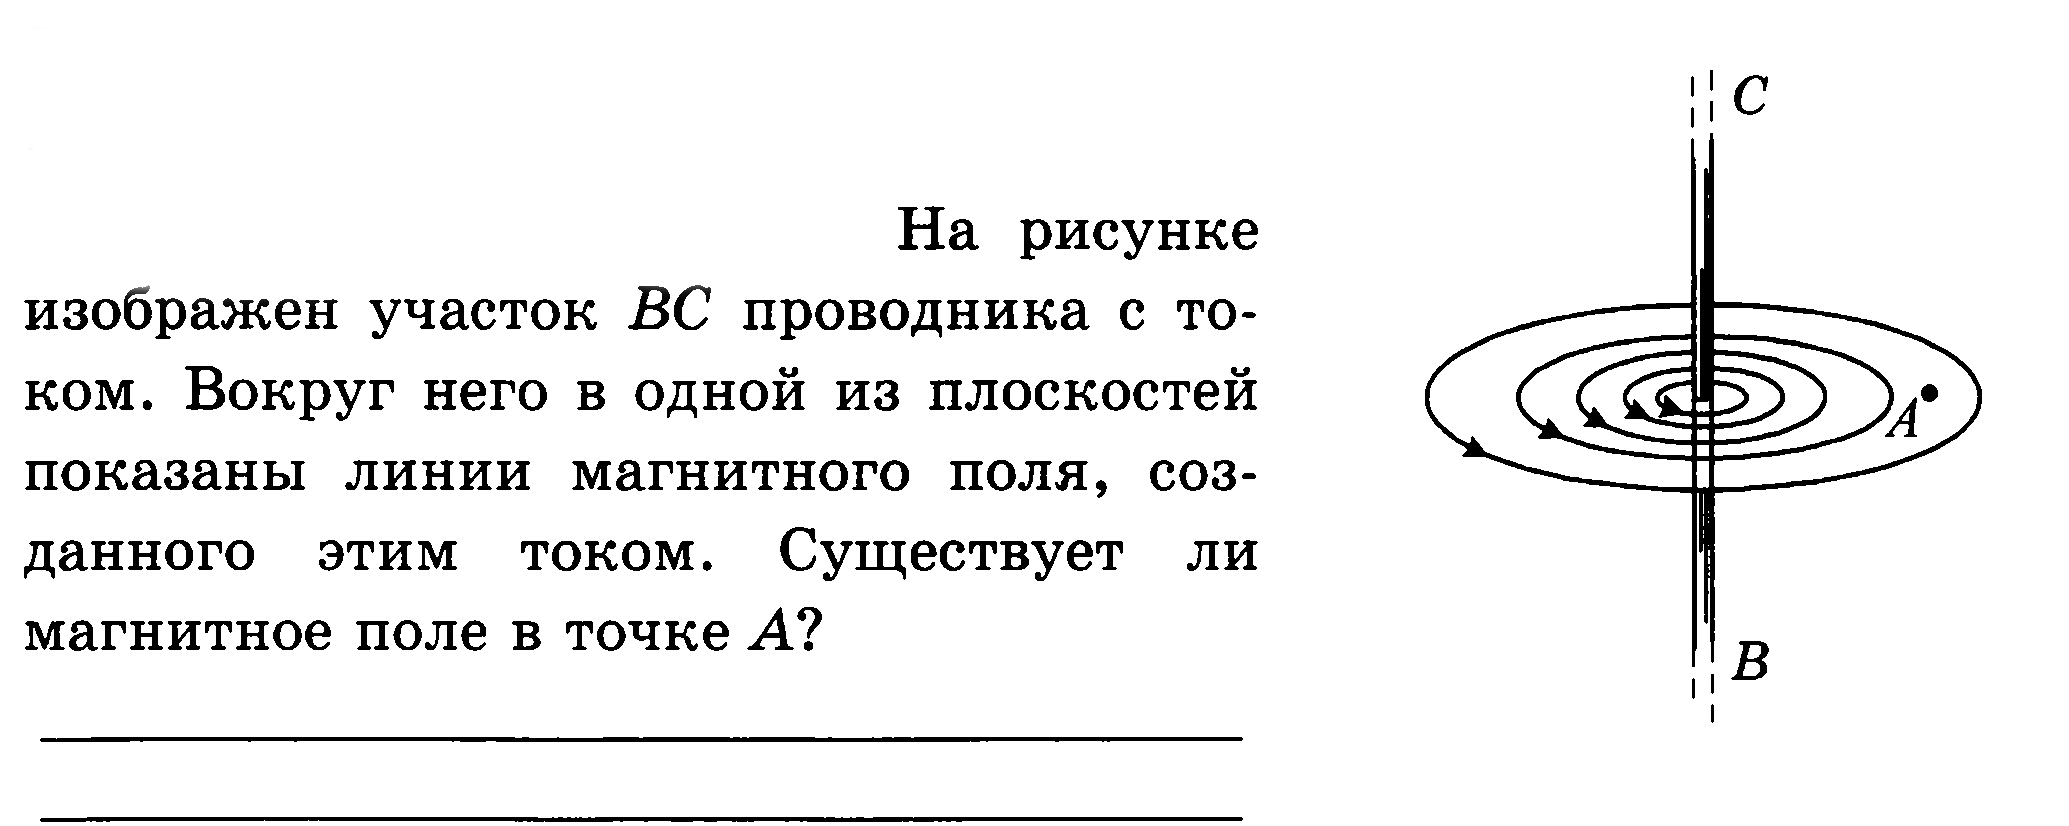 На рисунке
изображен участок BC проводника с то-
ком. Вокруг него в одной из плоскостей
показаны линии магнитного поля, соз-
данного этим током. Существует ли
магнитное поле в точке A?
C
A
B